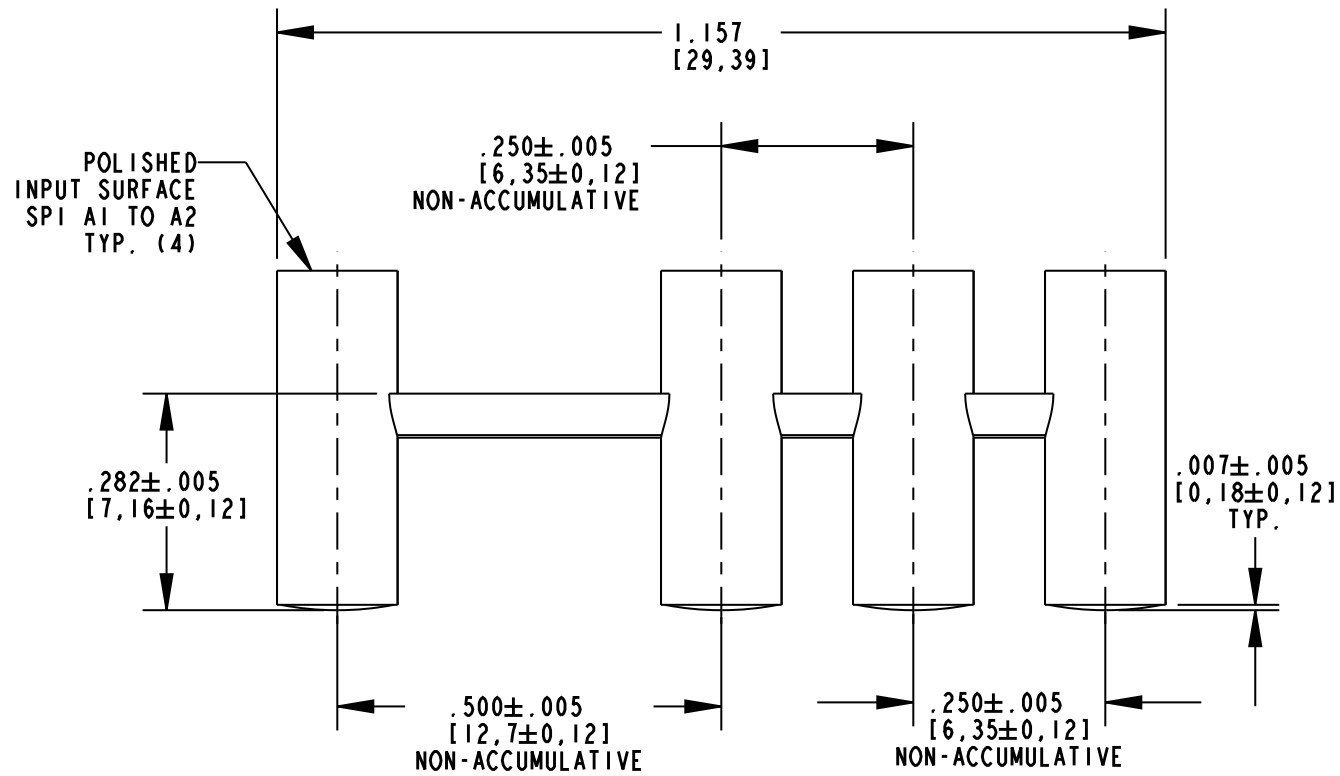 1.157
[29,39]
.250±.005
[6,35±0,12]
NON-ACCUMULATIVE
POLISHED
INPUT SURFACE
SPI A1 TO A2
TYP. (4)
.282±.005
[7,16±0,12]
.007±.005
[0,18±0,12]
TYP.
.500±.005
[12,7±0,12]
NON-ACCUMULATIVE
.250±.005
[6,35±0,12]
NON-ACCUMULATIVE